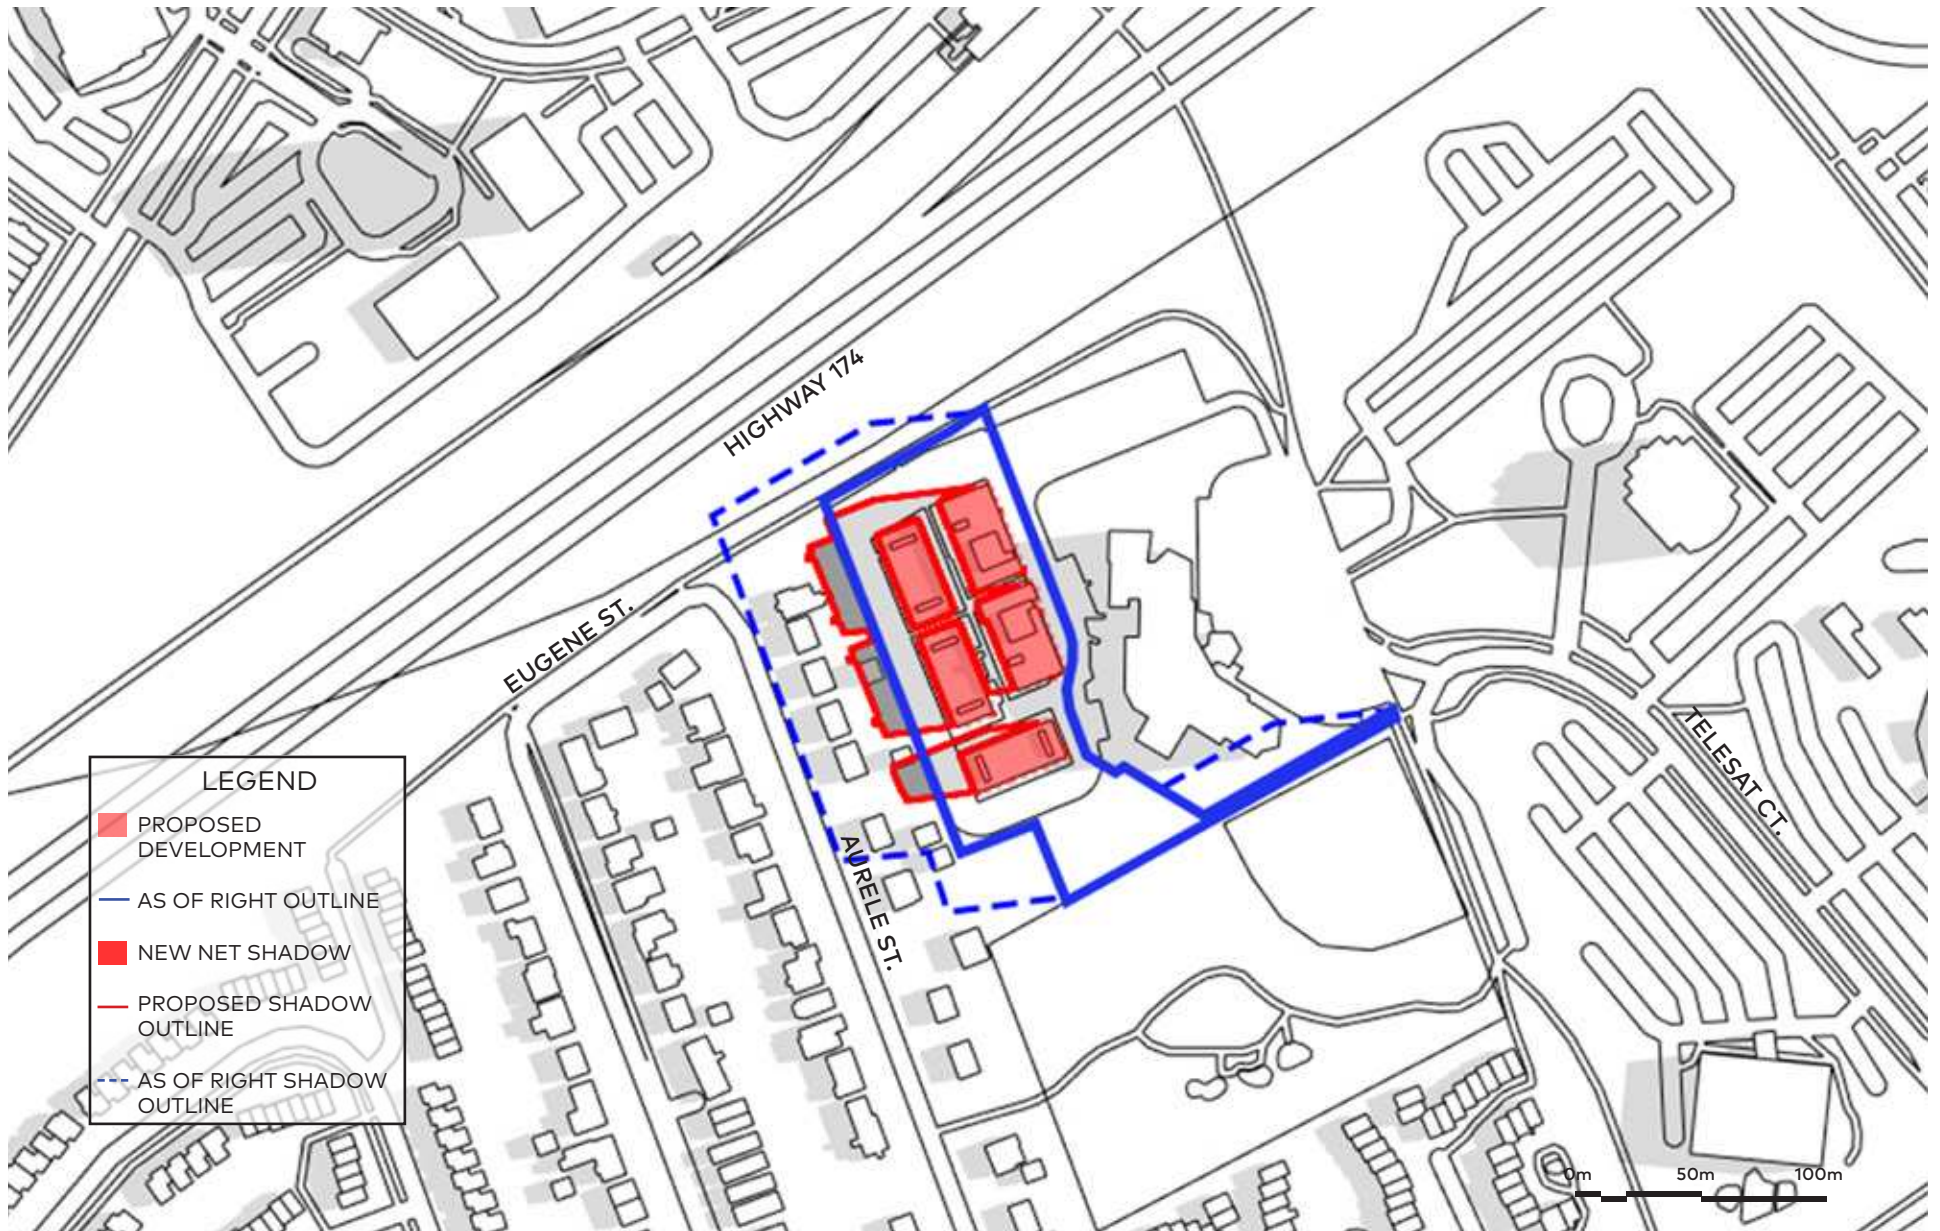 HIGHWAY 174
EUGENE ST.
AURELE ST.
TELESAT CT.
LEGEND
PROPOSED
DEVELOPMENT
AS OF RIGHT OUTLINE
NEW NET SHADOW
PROPOSED SHADOW
OUTLINE
AS OF RIGHT SHADOW
OUTLINE
0m 50m 100m